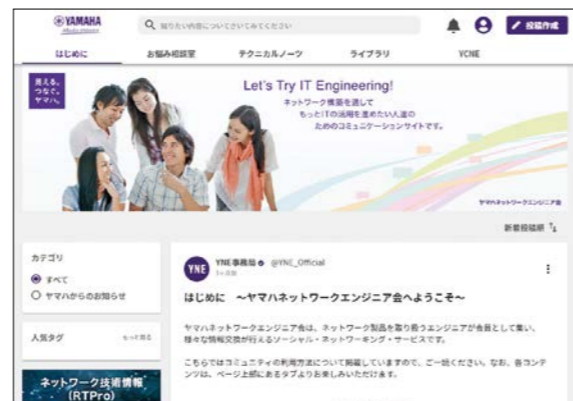 YAMAHA
知りたい内容についてきいてみてください
投稿作成
はじめに
お悩み相談室
テクニカルノーツ
ライブラリ
YCNE
見える。
つなぐ。
ヤマハ。
Let's Try IT Engineering!
ネットワーク構築を通して
もっとITの活用を進めたい人達の
ためのコミュニケーションサイトです。
ヤマハネットワークエンジニア会
新着投稿順
カテゴリ
すべて
ヤマハからのお知らせ
人気タグ
もっと見る
ネットワーク技術情報
(RTPro)
YNE
YNE事務局 @YNE_Official
はじめに ～ヤマハネットワークエンジニア会へようこそ～
ヤマハネットワークエンジニア会は、ネットワーク製品を取り扱うエンジニアが会員として集い、
様々な情報交換が行えるソーシャル・ネットワーキング・サービスです。
こちらではコミュニティの利用方法について掲載していますので、ご一読ください。なお、各コンテ
ンツは、ページ上部にあるタブよりお楽しみいただけます。